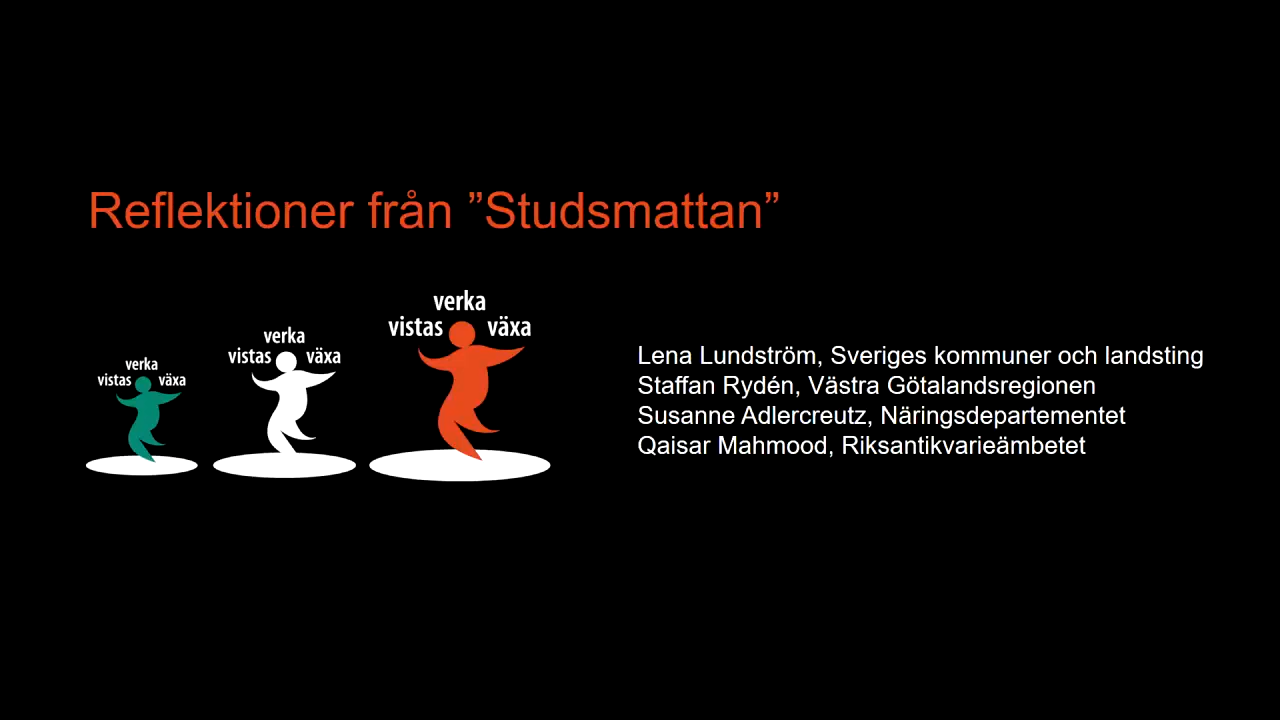 Reflektioner från ”Studsmattan”
verka
vistas växa
verka
vistas växa
verka
vistas växa
Lena Lundström, Sveriges kommuner och landsting
Staffan Rydén, Västra Götalandsregionen
Susanne Adlercreutz, Näringsdepartementet
Qaisar Mahmood, Riksantikvarieämbetet